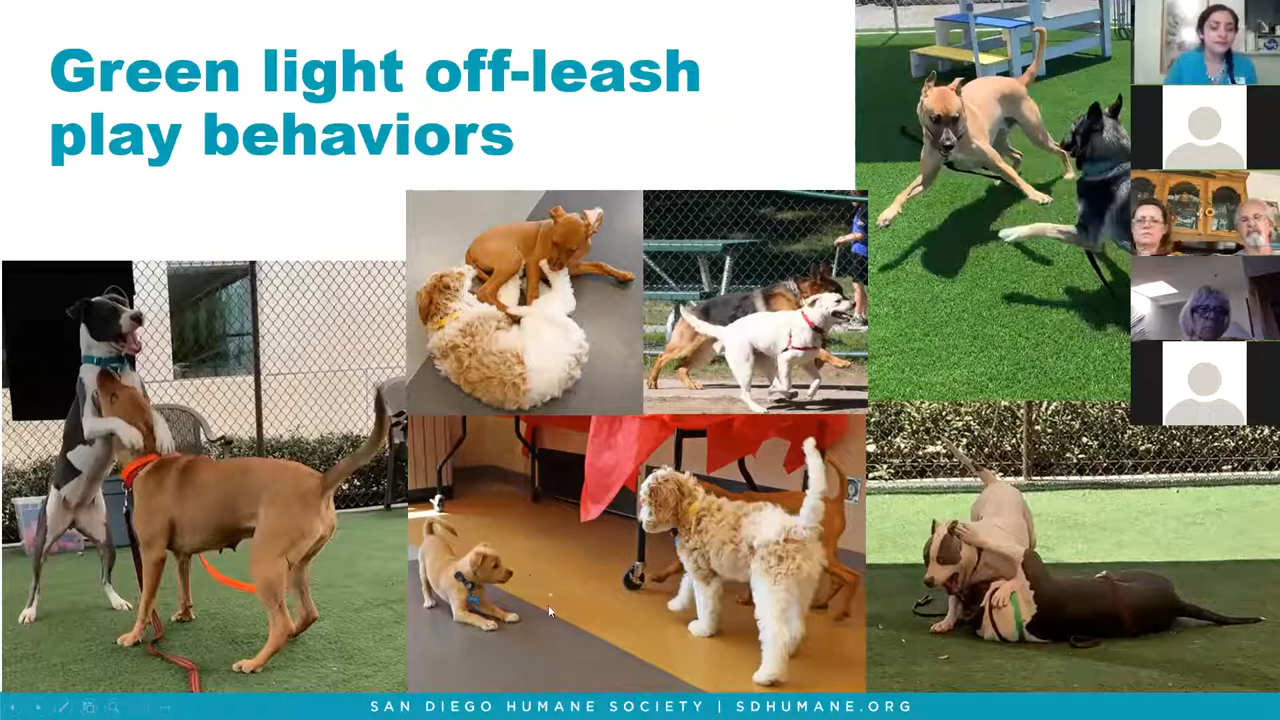 Green light off-leash
play behaviors
SAN DIEGO HUMANE SOCIETY | SDHUMANE.ORG